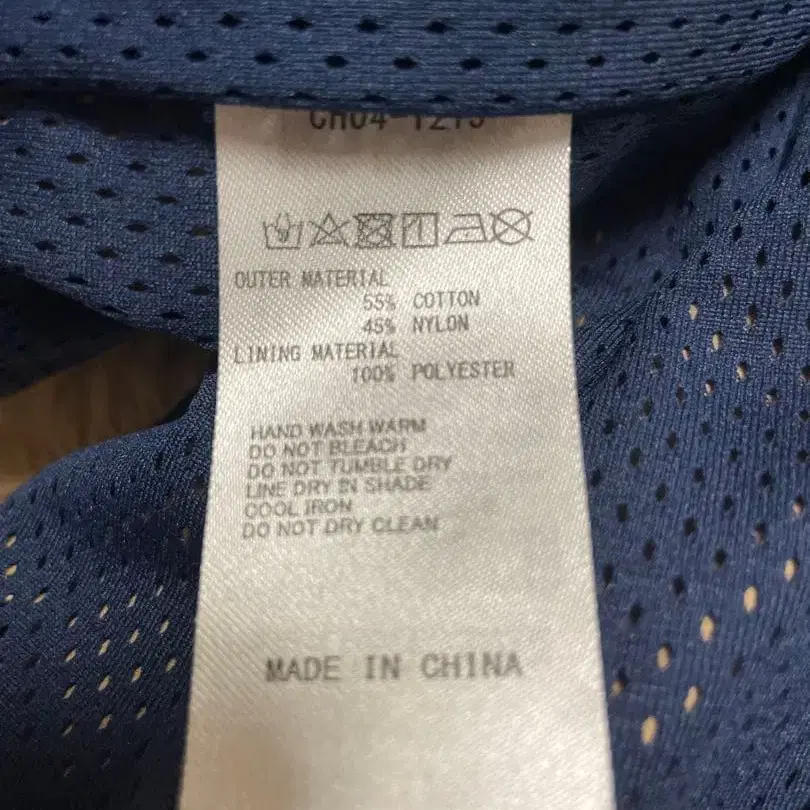 OUTER MATERIAL
55% COTTON
45% NYLON
LINING MATERIAL
100% POLYESTER
HAND WASH WARM
DO NOT BLEACH
DO NOT TUMBLE DRY
LINE DRY IN SHADE
COOL IRON
DO NOT DRY CLEAN
MADE IN CHINA